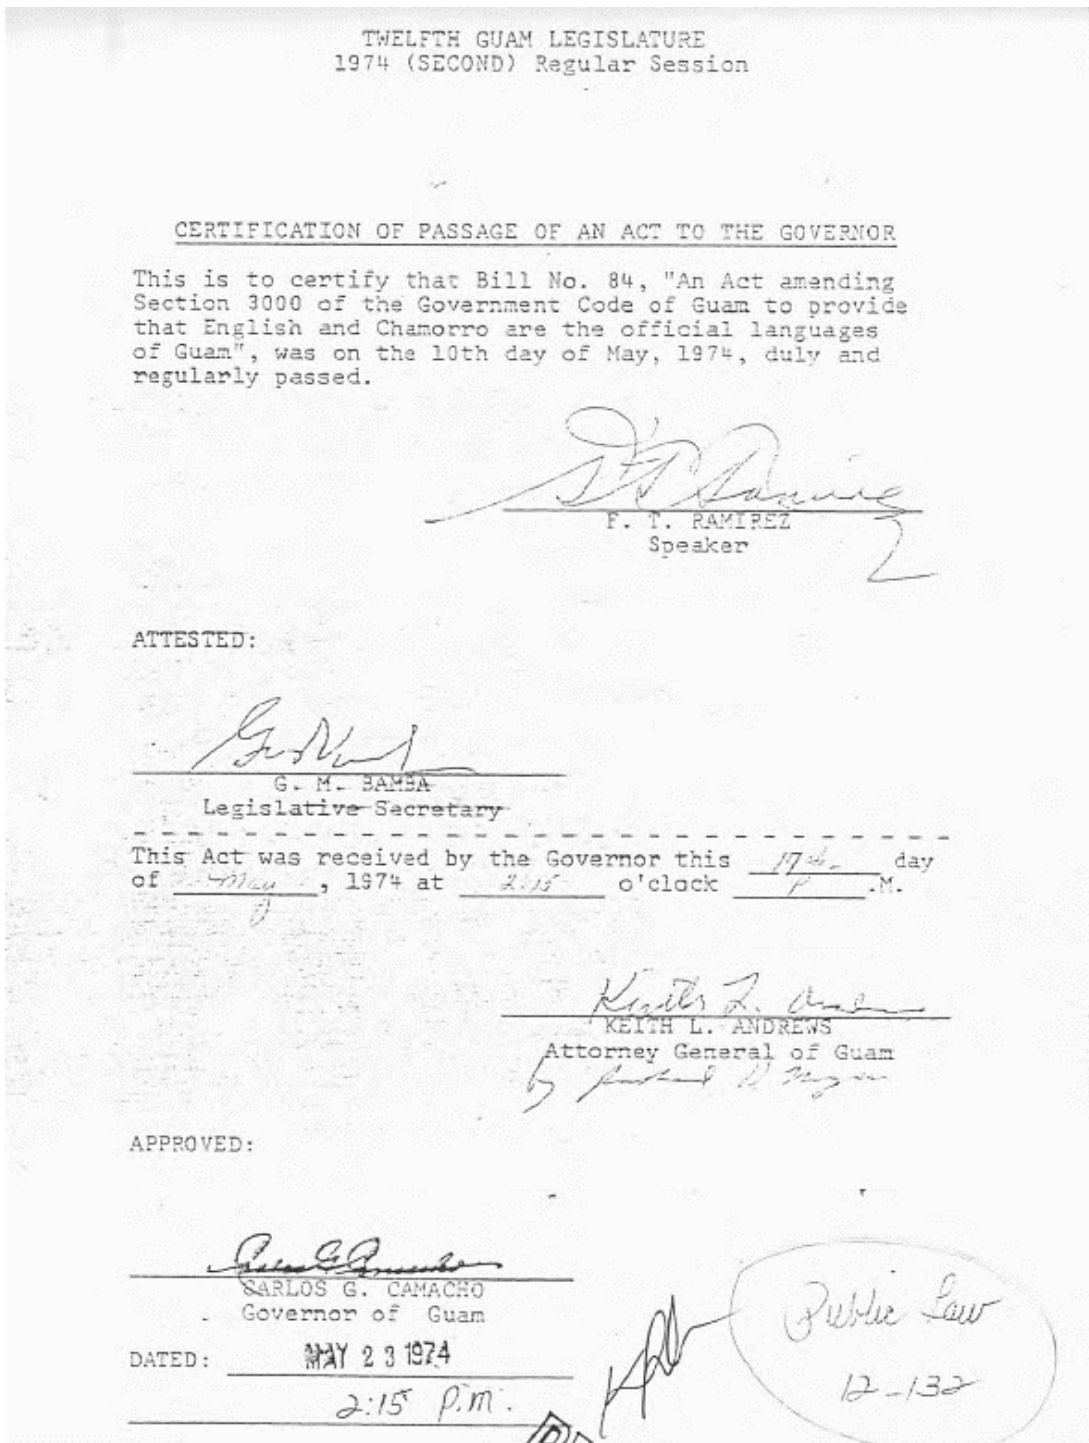 TWELFTH GUAM LEGISLATURE
1974 (SECOND) Regular Session
CERTIFICATION OF PASSAGE OF AN ACT TO THE GOVERNOR
This is to certify that Bill No. 84, "An Act amending
Section 3000 of the Government Code of Guam to provide
that English and Chamorro are the official languages
of Guam", was on the 10th day of May, 1974, duly and
regularly passed.
F. T. RAMIREZ
Speaker
ATTESTED:
G. M. BAMBA
Legislative Secretary
This Act was received by the Governor this 17th day
of May, 1974 at 2:15 o'clock P.M.
Keith L.
KEITH L. ANDREWS
Attorney General of Guam
by
APPROVED:
Carlos G. Camacho
CARLOS G. CAMACHO
Governor of Guam
DATED: MAY 23 1974
2:15 P.m.
Public Law
12-132